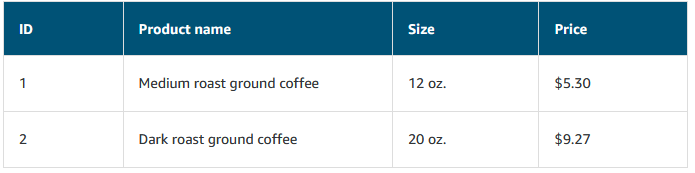 ID Product name Size Price
1 Medium roast ground coffee 12 oz. $5.30
2 Dark roast ground coffee 20 oz. $9.27